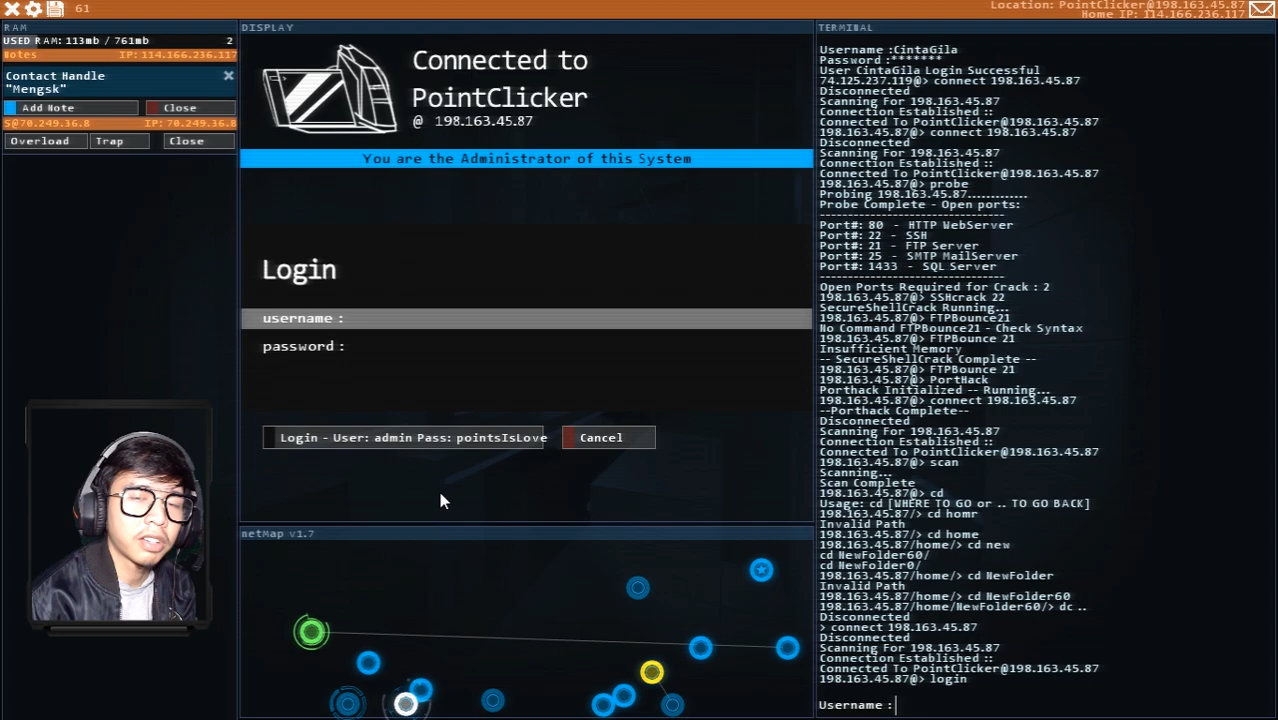 61
Location: PointClicker@198.163.45.87
Home IP: 114.166.236.117
RAM
USED RAM: 113mb / 761mb 2
Notes IP: 114.166.236.117
Contact Handle
"Mengsk"
Add Note Close
S@70.249.36.8 IP: 70.249.36.8
Overload Trap Close
DISPLAY
Connected to
PointClicker
@ 198.163.45.87
You are the Administrator of this System
Login
username :
password :
Login - User: admin Pass: pointsIsLove Cancel
netMap v1.7
TERMINAL
Username :CintaGila
Password :*******
User CintaGila Login Successful
74.125.237.119@> connect 198.163.45.87
Disconnected
Scanning For 198.163.45.87
Connection Established ::
Connected To PointClicker@198.163.45.87
198.163.45.87@> connect 198.163.45.87
Disconnected
Scanning For 198.163.45.87
Connection Established ::
Connected To PointClicker@198.163.45.87
198.163.45.87@> probe
Probing 198.163.45.87.............
Probe Complete - Open ports:
---------------------------------
Port#: 80 - HTTP WebServer
Port#: 22 - SSH
Port#: 21 - FTP Server
Port#: 25 - SMTP MailServer
Port#: 1433 - SQL Server
---------------------------------
Open Ports Required for Crack : 2
198.163.45.87@> SSHcrack 22
SecureShellCrack Running...
198.163.45.87@> FTPBounce21
No Command FTPBounce21 - Check Syntax
198.163.45.87@> FTPBounce 21
Insufficient Memory
-- SecureShellCrack Complete --
198.163.45.87@> FTPBounce 21
198.163.45.87@> PortHack
Porthack Initialized -- Running...
198.163.45.87@> connect 198.163.45.87
--Porthack Complete--
Disconnected
Scanning For 198.163.45.87
Connection Established ::
Connected To PointClicker@198.163.45.87
198.163.45.87@> scan
Scanning...
Scan Complete
198.163.45.87@> cd
Usage: cd [WHERE TO GO or .. TO GO BACK]
198.163.45.87/> cd homr
Invalid Path
198.163.45.87/> cd home
198.163.45.87/home/> cd new
cd NewFolder60/
cd NewFolder0/
198.163.45.87/home/> cd NewFolder
Invalid Path
198.163.45.87/home/> cd NewFolder60
198.163.45.87/home/NewFolder60/> dc ..
Disconnected
> connect 198.163.45.87
Disconnected
Scanning For 198.163.45.87
Connection Established ::
Connected To PointClicker@198.163.45.87
198.163.45.87@> login
Username :